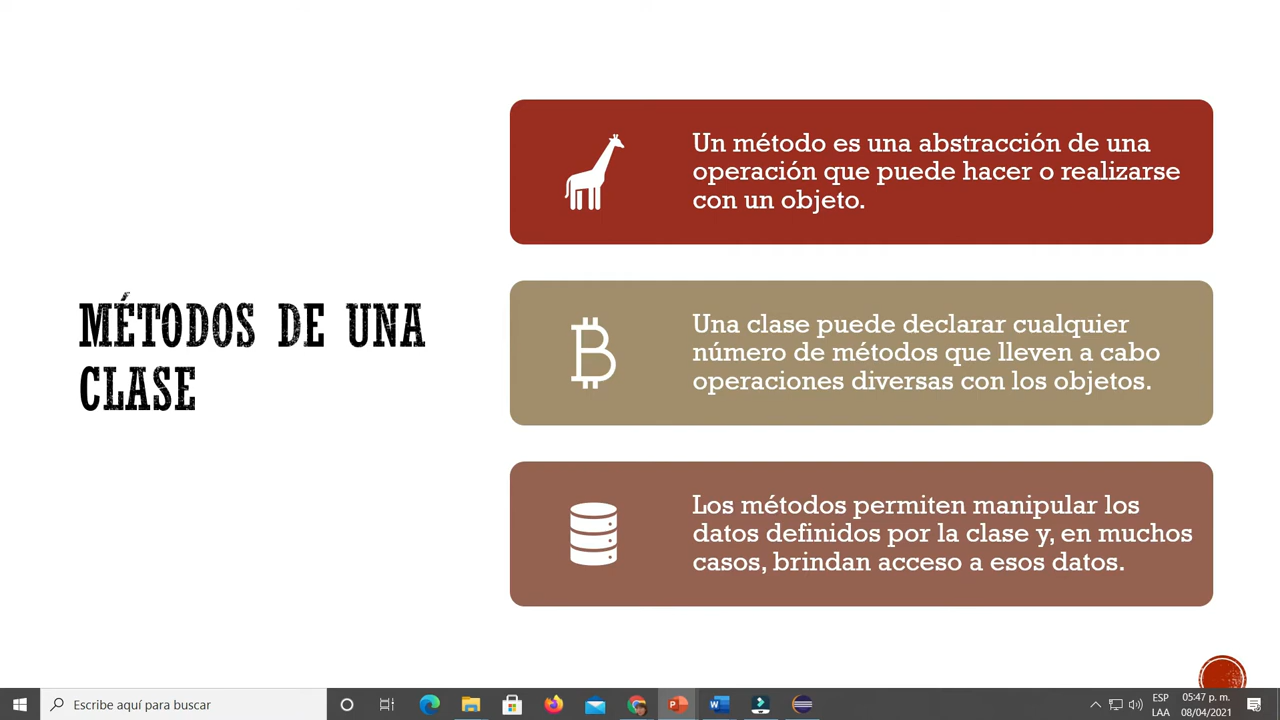 MÉTODOS DE UNA
CLASE
Un método es una abstracción de una
operación que puede hacer o realizarse
con un objeto.
Una clase puede declarar cualquier
número de métodos que lleven a cabo
operaciones diversas con los objetos.
Los métodos permiten manipular los
datos definidos por la clase y, en muchos
casos, brindan acceso a esos datos.
Escribe aquí para buscar
ESP
LAA
05:47 p. m.
08/04/2021